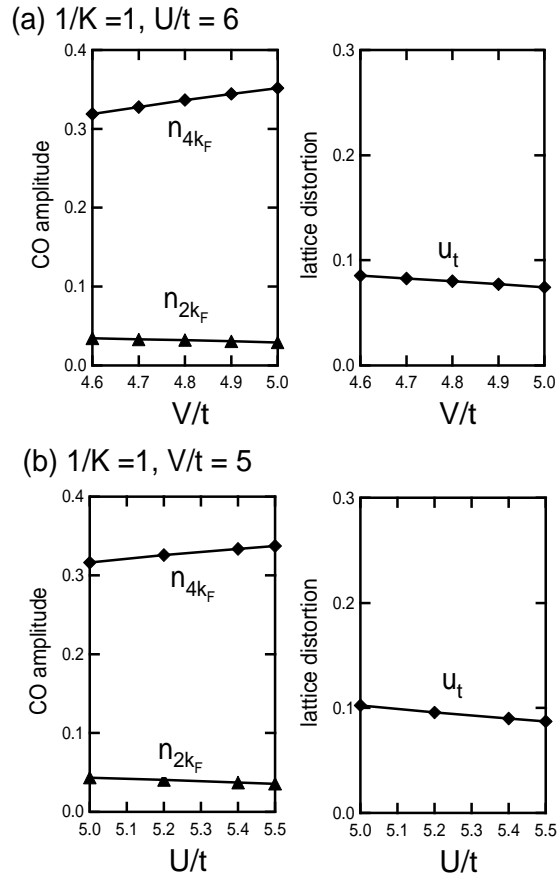 (a) 1/K =1, U/t = 6
0.4
0.3
0.2
0.1
0.0
CO amplitude
n4kF
n2kF
4.6 4.7 4.8 4.9 5.0
V/t
0.3
0.2
0.1
0.0
lattice distortion
ut
4.6 4.7 4.8 4.9 5.0
V/t
(b) 1/K =1, V/t = 5
0.4
0.3
0.2
0.1
0.0
CO amplitude
n4kF
n2kF
5.0 5.1 5.2 5.3 5.4 5.5
U/t
0.3
0.2
0.1
0.0
lattice distortion
ut
5.0 5.1 5.2 5.3 5.4 5.5
U/t